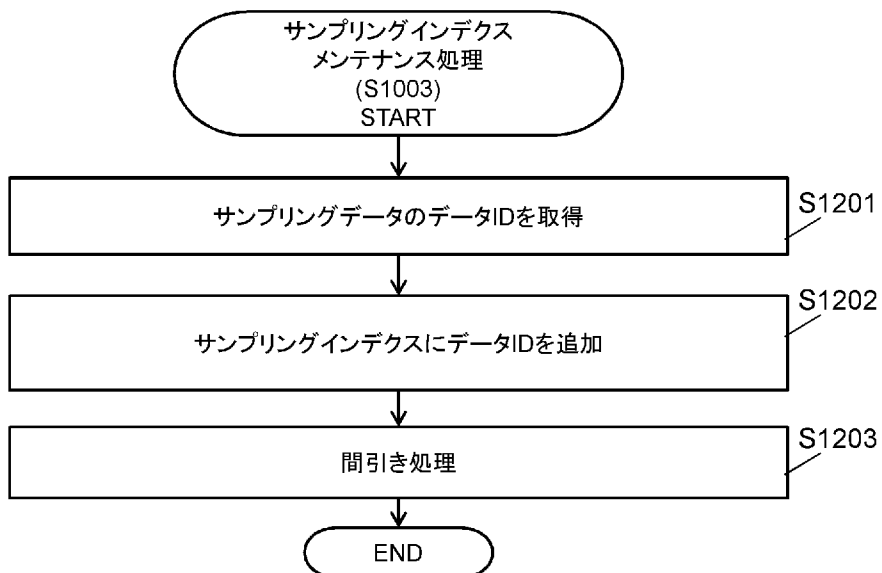 サンプリングインデクス
メンテナンス処理
(S1003)
START
サンプリングデータのデータIDを取得
S1201
サンプリングインデクスにデータIDを追加
S1202
間引き処理
S1203
END